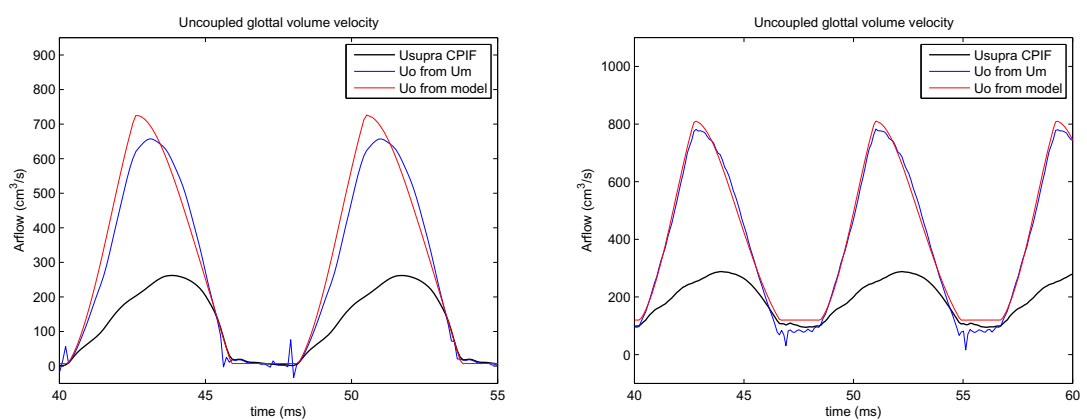 Uncoupled glottal volume velocity
900
800
700
600
500
400
300
200
100
0
Arflow (cm³/s)
Usupra CPIF
Uo from Um
Uo from model
40
45
50
55
time (ms)
Uncoupled glottal volume velocity
1000
800
600
400
200
0
Arflow (cm³/s)
Usupra CPIF
Uo from Um
Uo from model
40
45
50
55
60
time (ms)